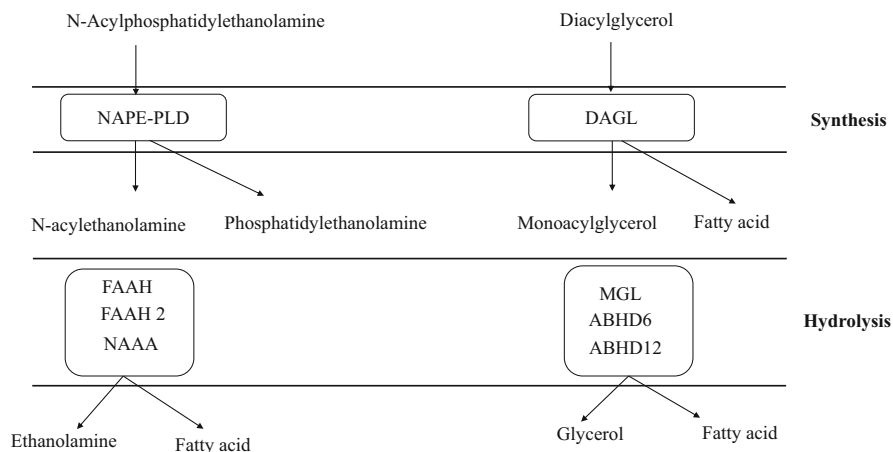 N-Acylphosphatidylethanolamine
Diacylglycerol
NAPE-PLD
DAGL
Synthesis
N-acylethanolamine
Phosphatidylethanolamine
Monoacylglycerol
Fatty acid
FAAH
FAAH 2
NAAA
MGL
ABHD6
ABHD12
Hydrolysis
Ethanolamine
Fatty acid
Glycerol
Fatty acid